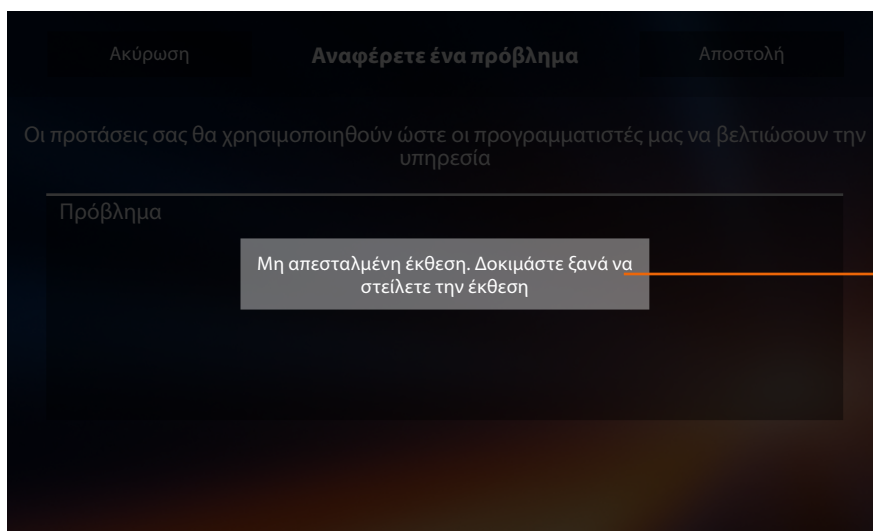 Ακύρωση Αναφέρετε ένα πρόβλημα Αποστολή
Οι προτάσεις σας θα χρησιμοποιηθούν ώστε οι προγραμματιστές μας να βελτιώσουν την
υπηρεσία
Πρόβλημα
Μη απεσταλμένη έκθεση. Δοκιμάστε ξανά να
στείλετε την έκθεση